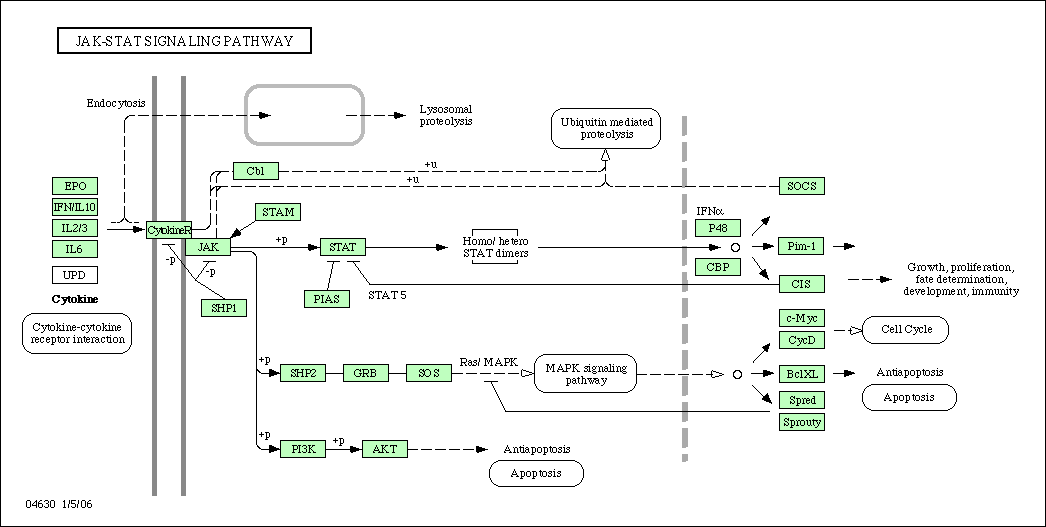 JAK-STAT SIGNALING PATHWAY
Endocytosis
Lysosomal
proteolysis
Ubiquitin mediated
proteolysis
+u
Cbl
+u
SOCS
EPO
IFN/IL10
IL2/3
IL6
UPD
Cytokine
Cytokine-cytokine
receptor interaction
CytokineR
STAM
JAK
-p
-p
SHP1
+p
STAT
PIAS
STAT 5
Homo/ hetero
STAT dimers
IFNα
P48
CBP
Pim-1
CIS
Growth, proliferation,
fate determination,
development, immunity
c-Myc
CycD
Cell Cycle
+p
SHP2
GRB
SOS
Ras/ MAPK
MAPK signaling
pathway
BclXL
Antiapoptosis
Apoptosis
Spred
Sprouty
+p
PI3K
+p
AKT
Antiapoptosis
Apoptosis
04630 1/5/06